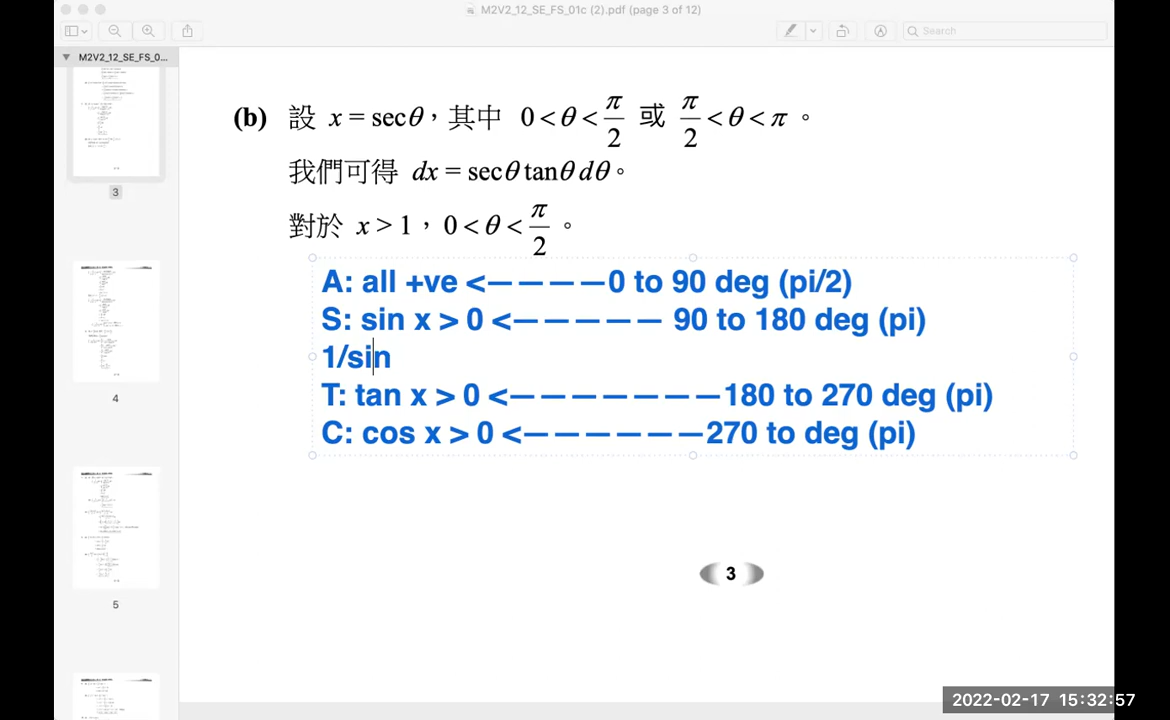 M2V2_12_SE_FS_01c (2).pdf (page 3 of 12)
Search
M2V2_12_SE_FS_0...
(b) 設 x = secθ，其中 0 < θ < π/2 或 π/2 < θ < π 。
我們可得 dx = secθ tanθ dθ。
對於 x > 1，0 < θ < π/2 。
A: all +ve <————0 to 90 deg (pi/2)
S: sin x > 0 <————— 90 to 180 deg (pi)
1/sin
T: tan x > 0 <———————180 to 270 deg (pi)
C: cos x > 0 <——————270 to deg (pi)
3
3
4
5
2022-02-17 15:32:57